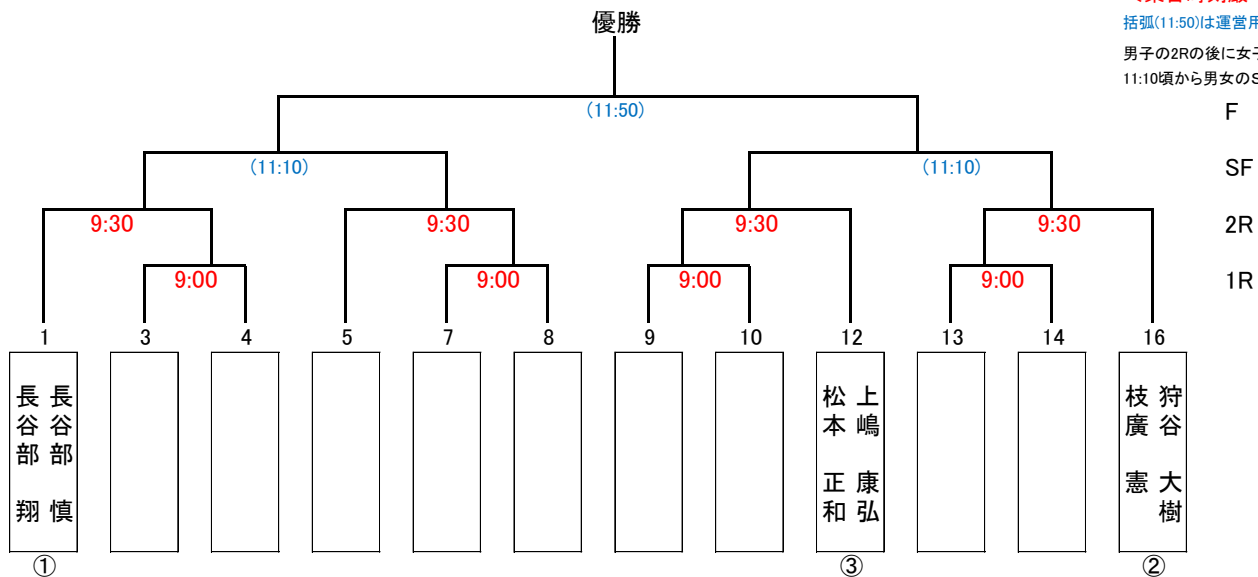 括弧(11:50)は運営用
優勝
男子の2Rの後に女子
11:10頃から男女のS
(11:50)
F
(11:10)
(11:10)
SF
9:30
9:30
9:30
9:30
2R
9:00
9:00
9:00
9:00
1R
1
3
4
5
7
8
9
10
12
13
14
16
長谷部 慎
長谷部 翔
上嶋 康弘
松本 正和
狩谷 大樹
枝廣 憲
①
③
②